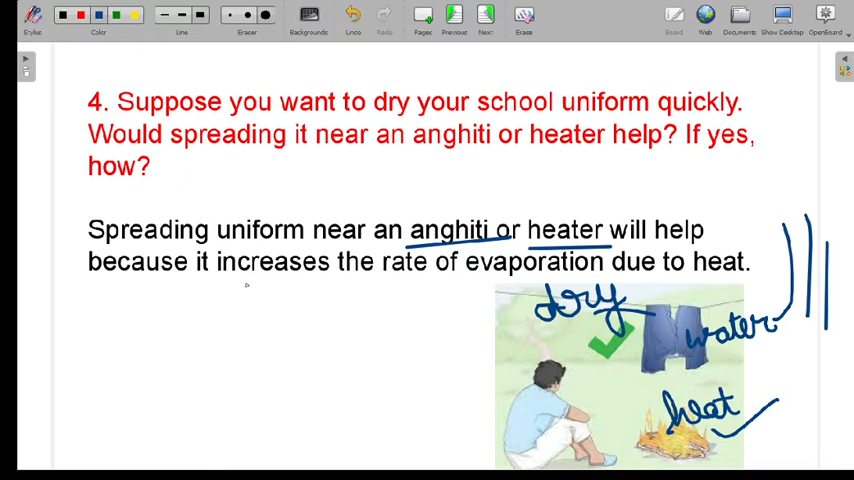 Stylus
Color
Line
Eraser
Backgrounds
Undo
Redo
Pages
Previous
Next
Erase
Board
Web
Documents
Show Desktop
OpenBoard
4. Suppose you want to dry your school uniform quickly.
Would spreading it near an anghiti or heater help? If yes,
how?
Spreading uniform near an anghiti or heater will help
because it increases the rate of evaporation due to heat.
dry
water
heat